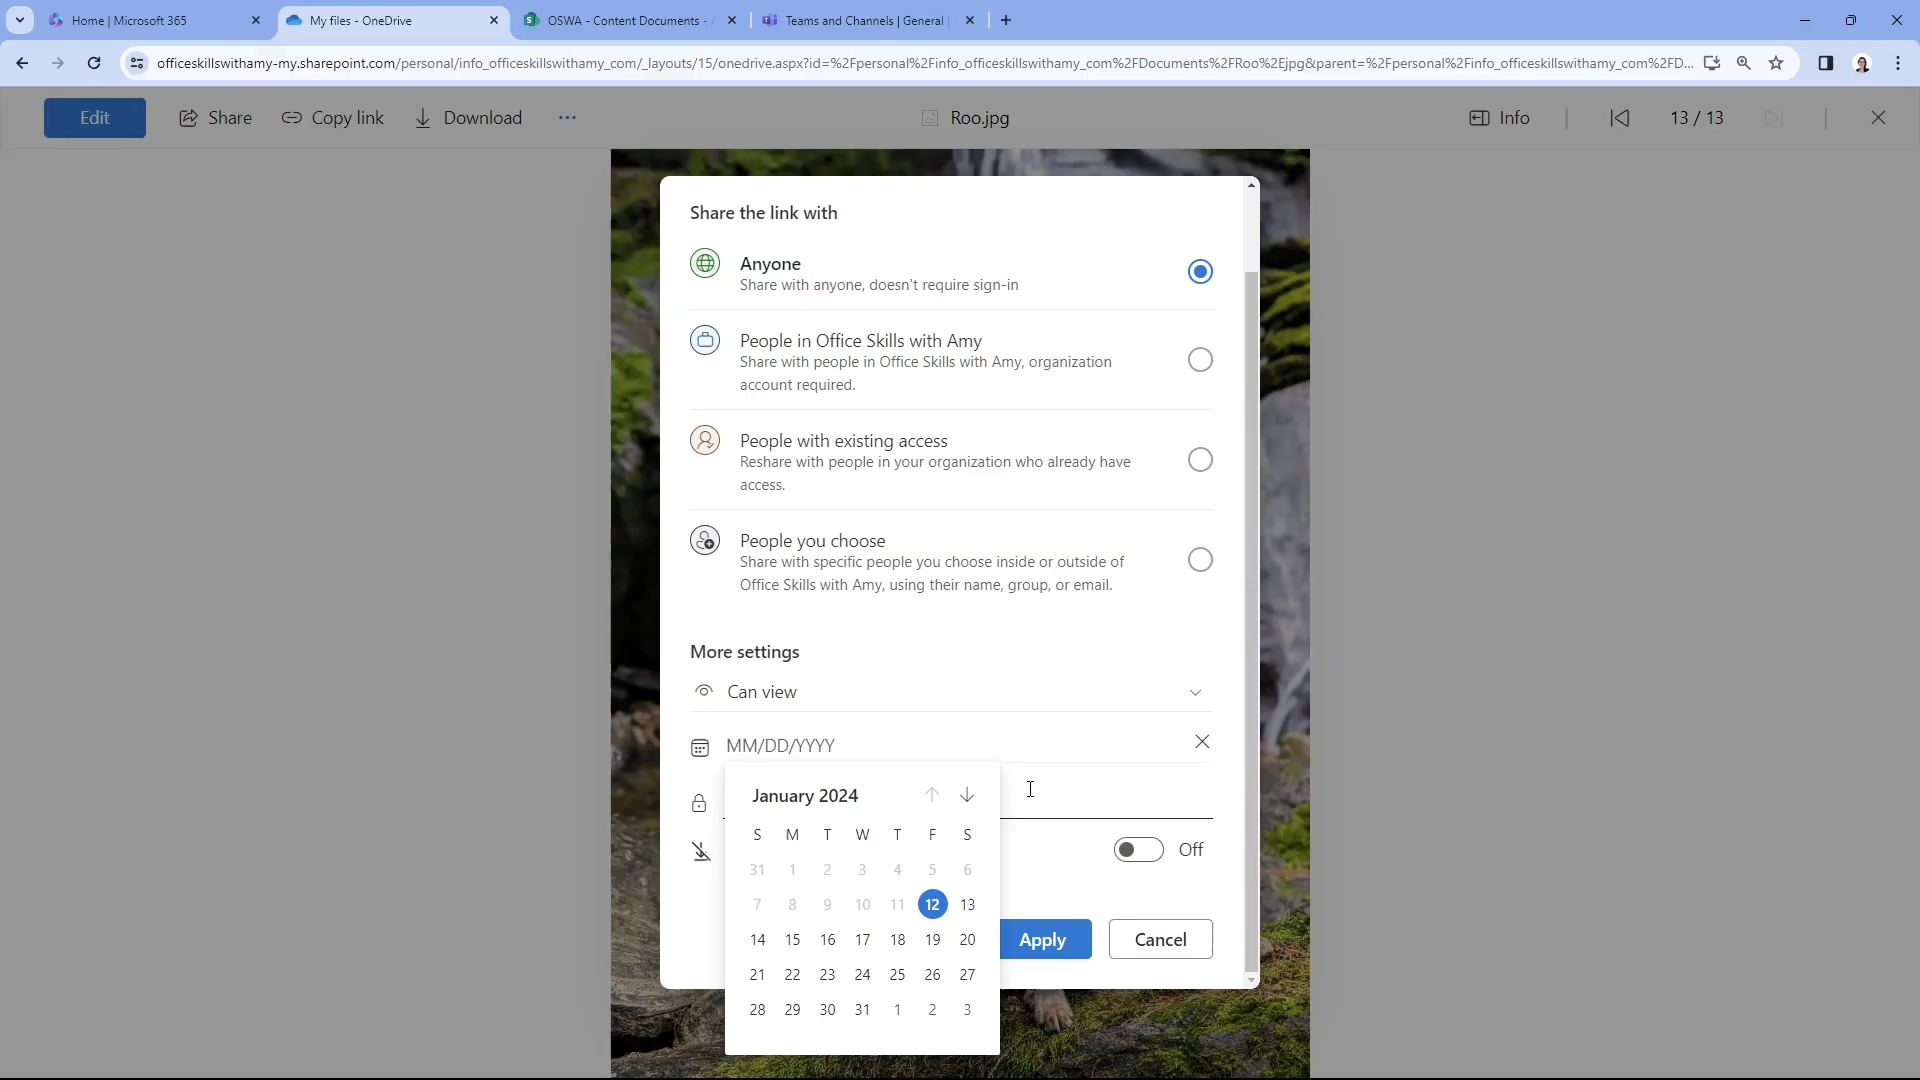 Home | Microsoft 365
My files - OneDrive
OSWA - Content Documents -
Teams and Channels | General
officeskillswithamy-my.sharepoint.com/personal/info_officeskillswithamy_com/_layouts/15/onedrive.aspx?id=%2Fpersonal%2Finfo_officeskillswithamy_com%2FDocuments%2FRoo%2Ejpg&parent=%2Fpersonal%2Finfo_officeskillswithamy_com%2FD...
Edit
Share
Copy link
Download
...
Roo.jpg
Info
13 / 13
Share the link with
Anyone
Share with anyone, doesn't require sign-in
People in Office Skills with Amy
Share with people in Office Skills with Amy, organization
account required.
People with existing access
Reshare with people in your organization who already have
access.
People you choose
Share with specific people you choose inside or outside of
Office Skills with Amy, using their name, group, or email.
More settings
Can view
MM/DD/YYYY
January 2024
S M T W T F S
31 1 2 3 4 5 6
7 8 9 10 11 12 13
14 15 16 17 18 19 20
21 22 23 24 25 26 27
28 29 30 31 1 2 3
Off
Apply
Cancel